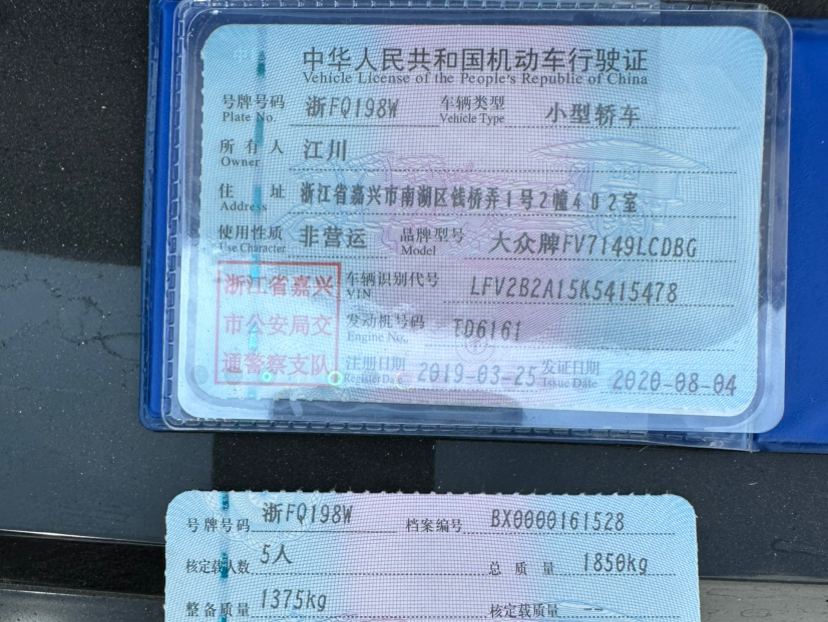 中华人民共和国机动车行驶证
Vehicle License of the People's Republic of China
号牌号码 浙FQ198W 车辆类型 小型轿车
Plate No. Vehicle Type
所有人 江川
Owner
住址 浙江省嘉兴市南湖区钱桥弄1号2幢402室
Address
使用性质 非营运 品牌型号 大众牌FV7149LCDBG
Use Character Model
浙江省嘉兴 车辆识别代号 LFV2B2A15K5415478
VIN
市公安局交 发动机号码 TD6161
Engine No.
通警察支队 注册日期 2019-03-25 发证日期 2020-08-04
Register Date Issue Date
号牌号码 浙FQ198W 档案编号 BX0000161528
核定载人数 5人 总质量 1850kg
整备质量 1375kg 核定载质量 --